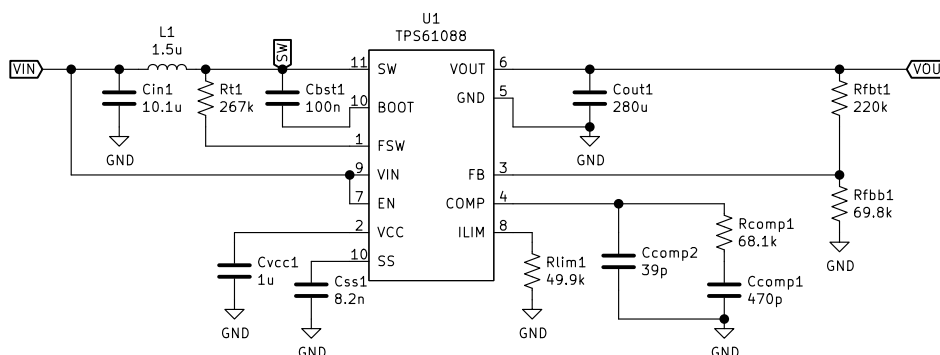 U1
TPS61088
L1
1.5u
VIN
SW
Cin1
10.1u
GND
Rt1
267k
Cbst1
100n
11 SW
10 BOOT
1 FSW
9 VIN
7 EN
2 VCC
10 SS
VOUT 6
GND 5
FB 3
COMP 4
ILIM 8
Cout1
280u
GND
VOU
Rfbt1
220k
Rfbb1
69.8k
GND
Rcomp1
68.1k
Ccomp2
39p
Ccomp1
470p
GND
Rlim1
49.9k
GND
Cvcc1
1u
GND
Css1
8.2n
GND